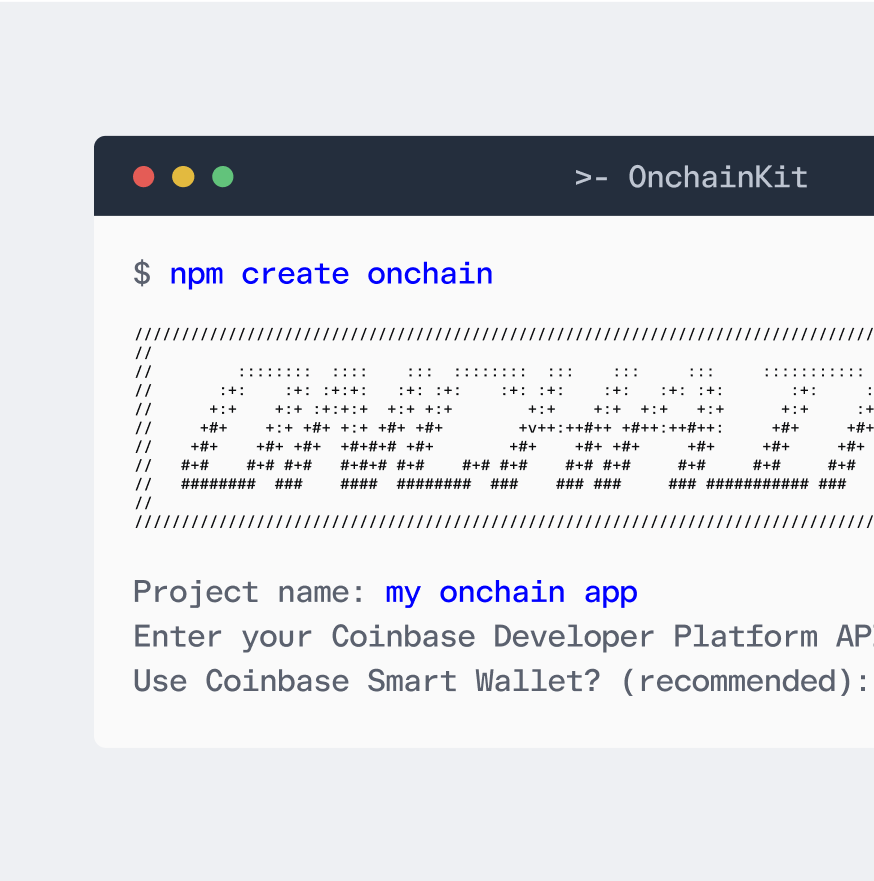 >- OnchainKit
$ npm create onchain
///////////////////////////////////////////////////////////////////////////////
//
//         ::::::::  ::::    :::  ::::::::  :::    :::     :::     :::::::::::
//       :+:    :+: :+:+:   :+: :+:    :+: :+:    :+:   :+: :+:       :+:     :
//      +:+    +:+ :+:+:+  +:+ +:+        +:+    +:+  +:+   +:+      +:+     :+
//     +#+    +:+ +#+ +:+ +#+ +#+        +v++:++#++ +#++:++#++:     +#+     +#+
//    +#+    +#+ +#+  +#+#+# +#+        +#+    +#+ +#+     +#+     +#+     +#+
//   #+#    #+# #+#   #+#+# #+#    #+# #+#    #+# #+#     #+#     #+#     #+#
//   ########  ###    ####  ########  ###    ### ###     ### ########### ###
//
///////////////////////////////////////////////////////////////////////////////
Project name: my onchain app
Enter your Coinbase Developer Platform AP
Use Coinbase Smart Wallet? (recommended):